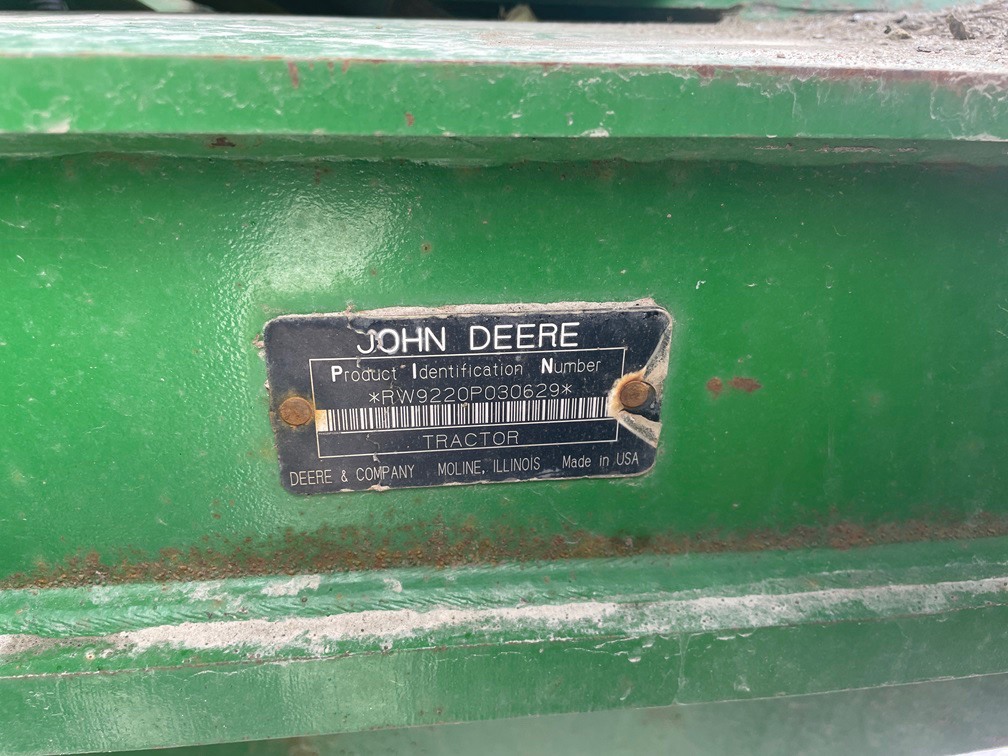 JOHN DEERE
Product Identification Number
*RW9220P030629*
TRACTOR
DEERE & COMPANY MOLINE, ILLINOIS Made in USA